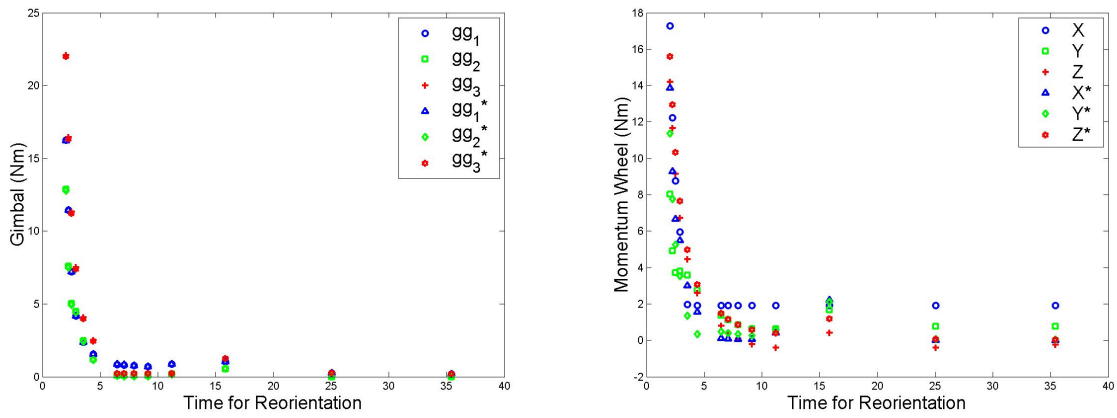 25
20
15
10
5
0
0 5 10 15 20 25 30 35 40
Gimbal (Nm)
Time for Reorientation
gg1
gg2
gg3
gg1*
gg2*
gg3*
18
16
14
12
10
8
6
4
2
0
-2
0 5 10 15 20 25 30 35 40
Momentum Wheel (Nm)
Time for Reorientation
X
Y
Z
X*
Y*
Z*